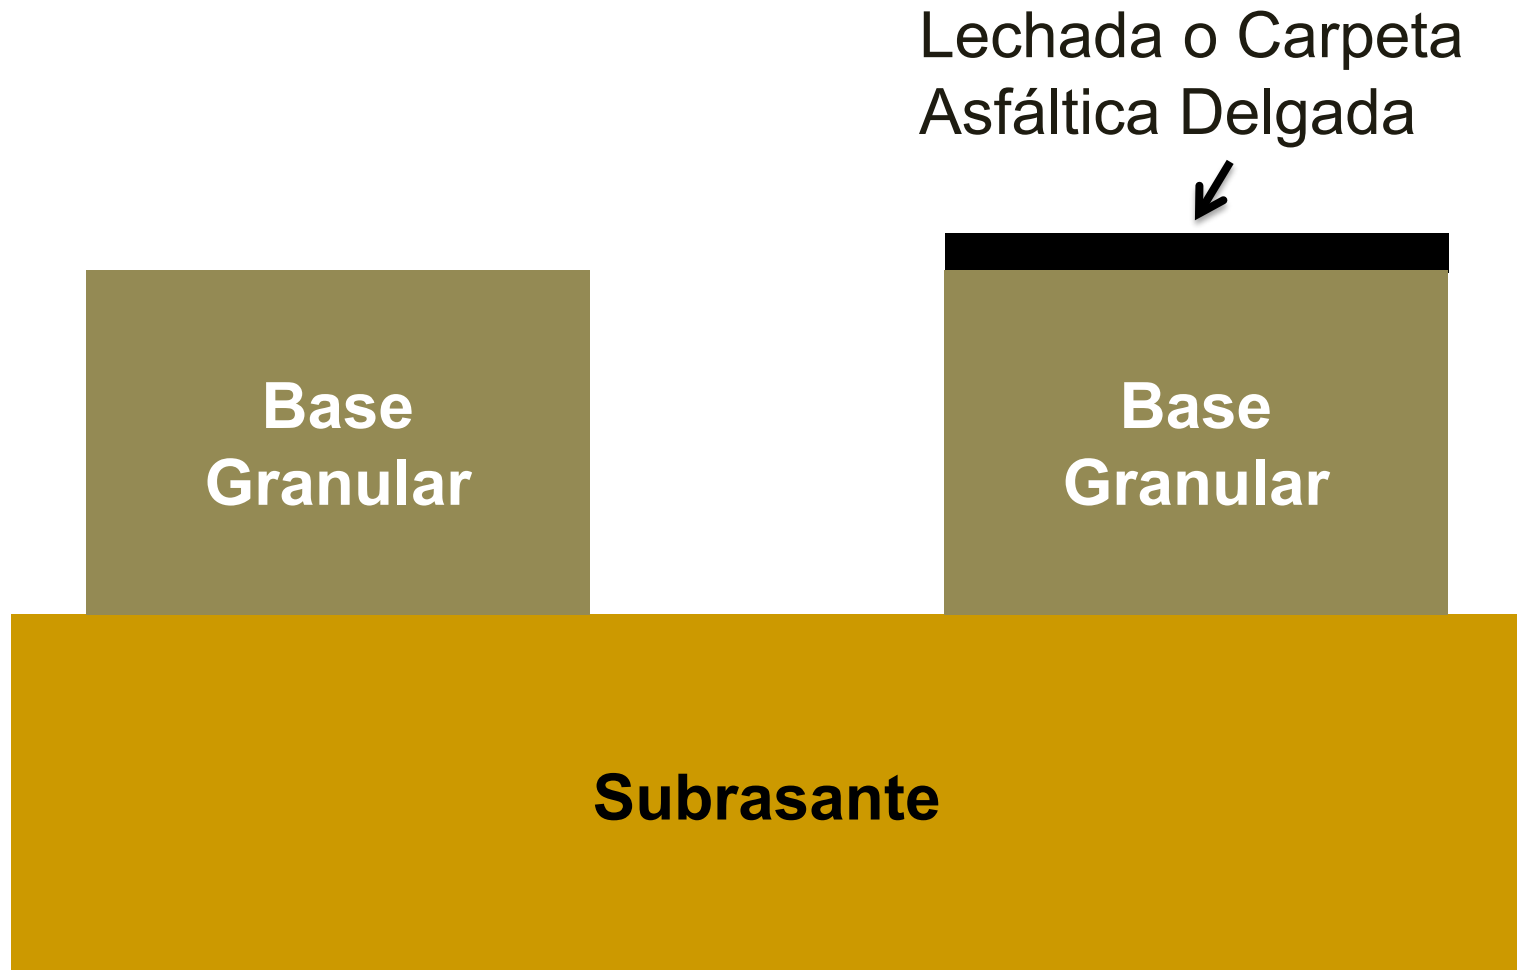 Lechada o Carpeta
Asfáltica Delgada
Base
Granular
Base
Granular
Subrasante